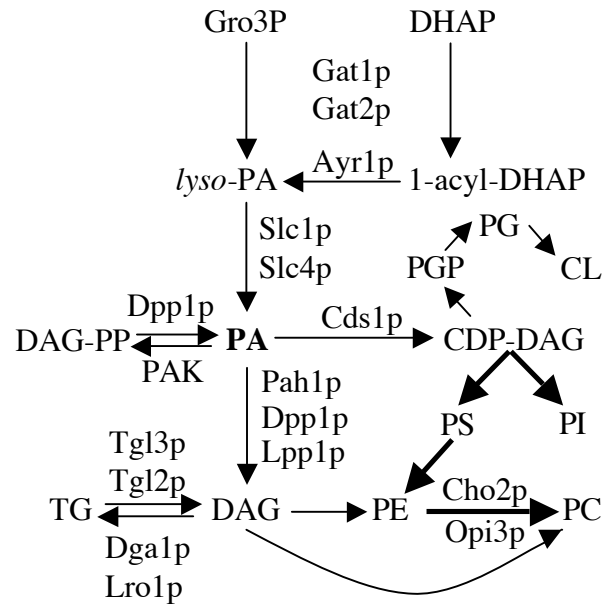 Gro3P DHAP
Gat1p
Gat2p
lyso-PA Ayr1p 1-acyl-DHAP
Slc1p
Slc4p
PG
PGP CL
DAG-PP Dpp1p PA Cds1p CDP-DAG
PAK
Pah1p
Dpp1p
Lpp1p
PS PI
Tgl3p
Tgl2p
TG DAG PE Cho2p PC
Opi3p
Dga1p
Lro1p